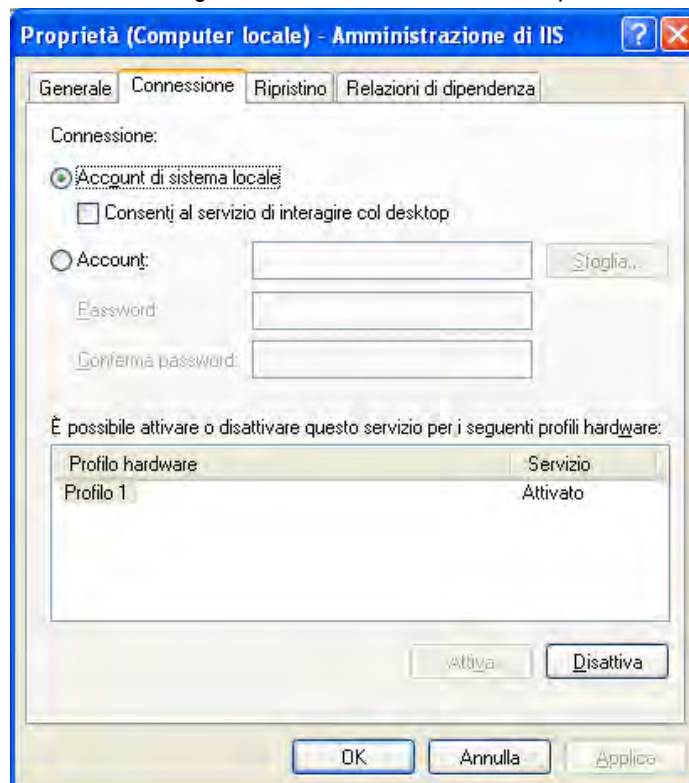 Proprietà (Computer locale) - Amministrazione di IIS
Generale Connessione Ripristino Relazioni di dipendenza
Connessione:
Account di sistema locale
Consenti al servizio di interagire col desktop
Account: Sfoglia...
Password:
Conferma password:
È possibile attivare o disattivare questo servizio per i seguenti profili hardware:
Profilo hardware Servizio
Profilo 1 Attivato
Attiva Disattiva
OK Annulla Applica